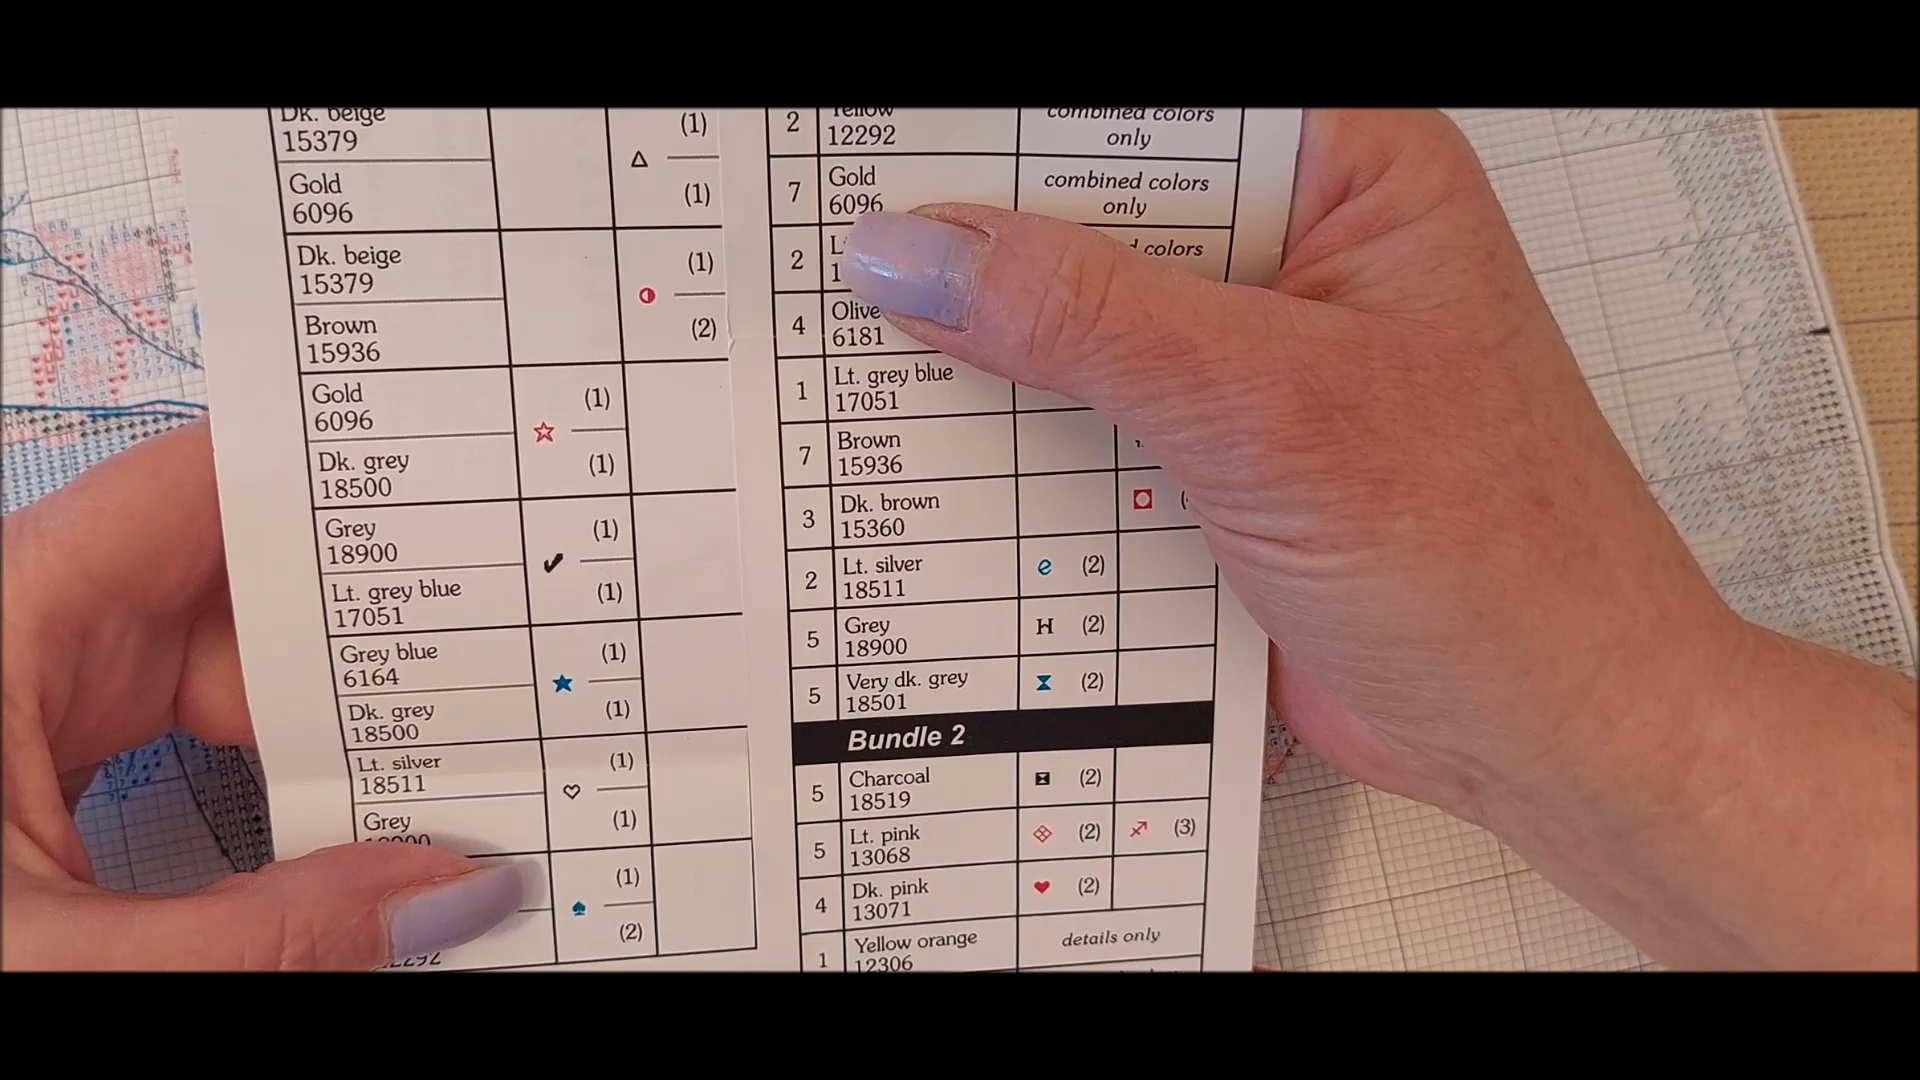 Dk. beige
15379
(1)
Gold
6096
(1)
Dk. beige
15379
(1)
Brown
15936
(2)
Gold
6096
(1)
Dk. grey
18500
(1)
Grey
18900
(1)
Lt. grey blue
17051
(1)
Grey blue
6164
(1)
Dk. grey
18500
(1)
Lt. silver
18511
(1)
Grey
(1)
(1)
(2)
2
Yellow
12292
combined colors
only
7
Gold
6096
combined colors
only
2
colors
4
Olive
6181
1
Lt. grey blue
17051
7
Brown
15936
3
Dk. brown
15360
2
Lt. silver
18511
e (2)
5
Grey
18900
H (2)
5
Very dk. grey
18501
(2)
Bundle 2
5
Charcoal
18519
(2)
5
Lt. pink
13068
(2)
(3)
4
Dk. pink
13071
(2)
1
Yellow orange
12306
details only